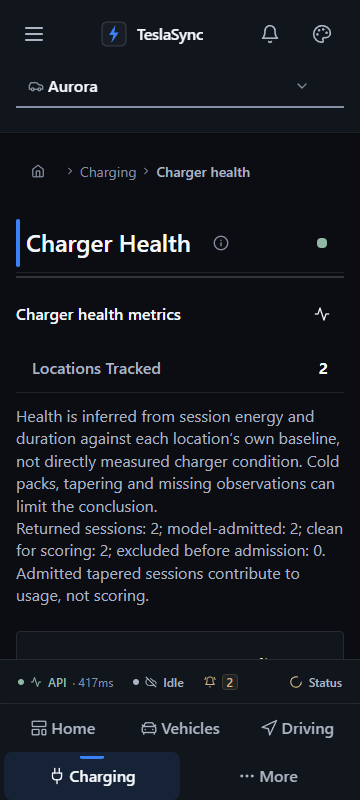 TeslaSync
Aurora
Charging
Charger health
Charger Health
Charger health metrics
Locations Tracked 2
Health is inferred from session energy and
duration against each location's own baseline,
not directly measured charger condition. Cold
packs, tapering and missing observations can
limit the conclusion.
Returned sessions: 2; model-admitted: 2; clean
for scoring: 2; excluded before admission: 0.
Admitted tapered sessions contribute to
usage, not scoring.
API · 417ms Idle 2 Status
Home Vehicles Driving
Charging More